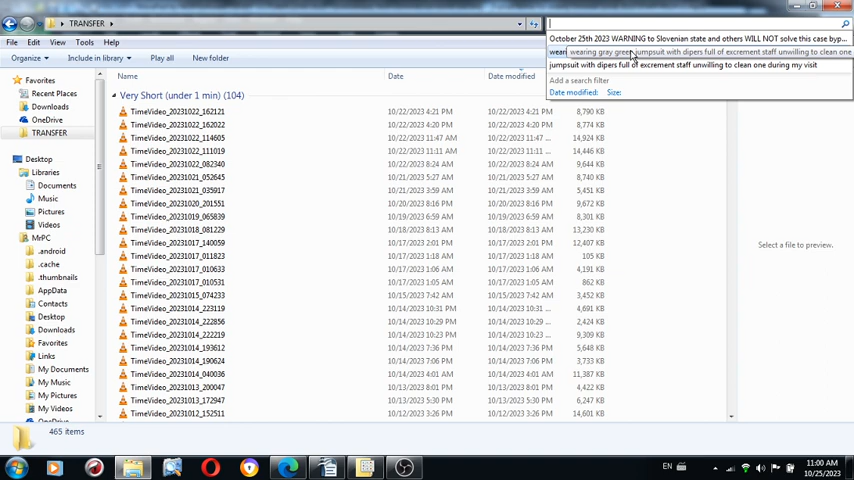 TRANSFER
October 25th 2023 WARNING to Slovenian state and others WILL NOT solve this case byp...
weari wearing gray green jumpsuit with dipers full of excrement staff unwilling to clean one
jumpsuit with dipers full of excrement staff unwilling to clean one during my visit
Add a search filter
Date modified: Size:
File Edit View Tools Help
Organize Include in library Play all New folder
Favorites
Recent Places
Downloads
OneDrive
TRANSFER
Desktop
Libraries
Documents
Music
Pictures
Videos
MrPC
.android
.cache
.thumbnails
AppData
Contacts
Desktop
Downloads
Favorites
Links
My Documents
My Music
My Pictures
My Videos
OneDrive
Name Date Date modified
Very Short (under 1 min) (104)
TimeVideo_20231022_162121 10/22/2023 4:21 PM 10/22/2023 4:21 PM 8,790 KB
TimeVideo_20231022_162022 10/22/2023 4:20 PM 10/22/2023 4:20 PM 8,774 KB
TimeVideo_20231022_114605 10/22/2023 11:47 AM 10/22/2023 11:47 ... 14,924 KB
TimeVideo_20231022_111019 10/22/2023 11:11 AM 10/22/2023 11:11 ... 14,446 KB
TimeVideo_20231022_082340 10/22/2023 8:24 AM 10/22/2023 8:24 AM 9,644 KB
TimeVideo_20231021_052645 10/21/2023 5:27 AM 10/21/2023 5:27 AM 8,740 KB
TimeVideo_20231021_035917 10/21/2023 3:59 AM 10/21/2023 3:59 AM 5,451 KB
TimeVideo_20231020_201551 10/20/2023 8:16 PM 10/20/2023 8:16 PM 9,672 KB
TimeVideo_20231019_065839 10/19/2023 6:59 AM 10/19/2023 6:59 AM 8,301 KB
TimeVideo_20231018_081229 10/18/2023 8:13 AM 10/18/2023 8:13 AM 13,230 KB
TimeVideo_20231017_140059 10/17/2023 2:01 PM 10/17/2023 2:01 PM 12,407 KB
TimeVideo_20231017_011823 10/17/2023 1:18 AM 10/17/2023 1:18 AM 105 KB
TimeVideo_20231017_010633 10/17/2023 1:06 AM 10/17/2023 1:06 AM 4,191 KB
TimeVideo_20231017_010531 10/17/2023 1:05 AM 10/17/2023 1:05 AM 862 KB
TimeVideo_20231015_074233 10/15/2023 7:42 AM 10/15/2023 7:42 AM 3,540 KB
TimeVideo_20231014_223119 10/14/2023 10:31 PM 10/14/2023 10:31 ... 4,691 KB
TimeVideo_20231014_222856 10/14/2023 10:29 PM 10/14/2023 10:29 ... 2,424 KB
TimeVideo_20231014_222219 10/14/2023 10:23 PM 10/14/2023 10:23 ... 9,309 KB
TimeVideo_20231014_193612 10/14/2023 7:36 PM 10/14/2023 7:36 PM 5,648 KB
TimeVideo_20231014_190624 10/14/2023 7:06 PM 10/14/2023 7:06 PM 3,733 KB
TimeVideo_20231014_040036 10/14/2023 4:01 AM 10/14/2023 4:01 AM 11,387 KB
TimeVideo_20231013_200047 10/13/2023 8:01 PM 10/13/2023 8:01 PM 4,422 KB
TimeVideo_20231013_172947 10/13/2023 5:30 PM 10/13/2023 5:30 PM 6,247 KB
TimeVideo_20231012_152511 10/12/2023 3:26 PM 10/12/2023 3:26 PM 14,601 KB
Select a file to preview.
465 items
EN
11:00 AM
10/25/2023